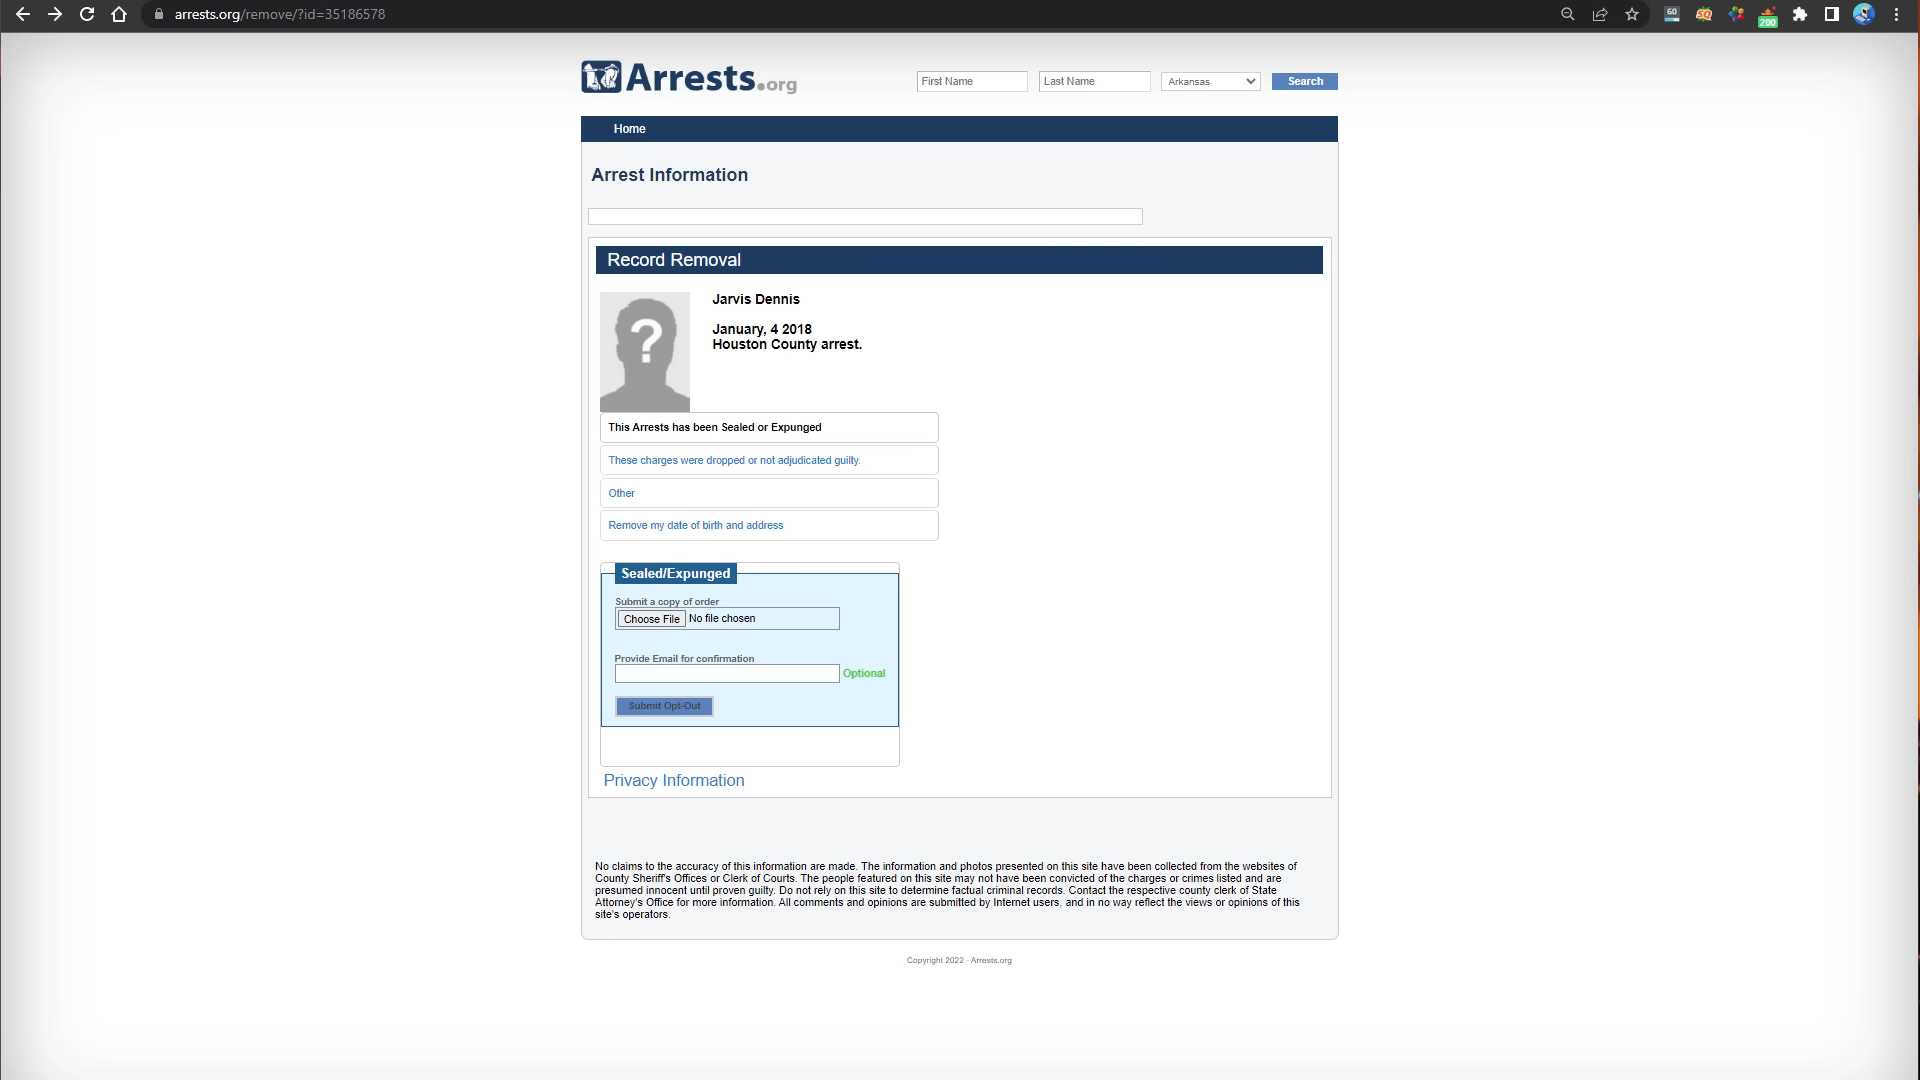 arrests.org/remove/?id=35186578
60
SQ
200
Arrests.org
First Name
Last Name
Arkansas
Search
Home
Arrest Information
Record Removal
?
Jarvis Dennis
January, 4 2018
Houston County arrest.
This Arrests has been Sealed or Expunged
These charges were dropped or not adjudicated guilty.
Other
Remove my date of birth and address
Sealed/Expunged
Submit a copy of order
Choose File No file chosen
Provide Email for confirmation
Optional
Submit Opt-Out
Privacy Information
No claims to the accuracy of this information are made. The information and photos presented on this site have been collected from the websites of
County Sheriff's Offices or Clerk of Courts. The people featured on this site may not have been convicted of the charges or crimes listed and are
presumed innocent until proven guilty. Do not rely on this site to determine factual criminal records. Contact the respective county clerk of State
Attorney's Office for more information. All comments and opinions are submitted by Internet users, and in no way reflect the views or opinions of this
site's operators.
Copyright 2022 - Arrests.org